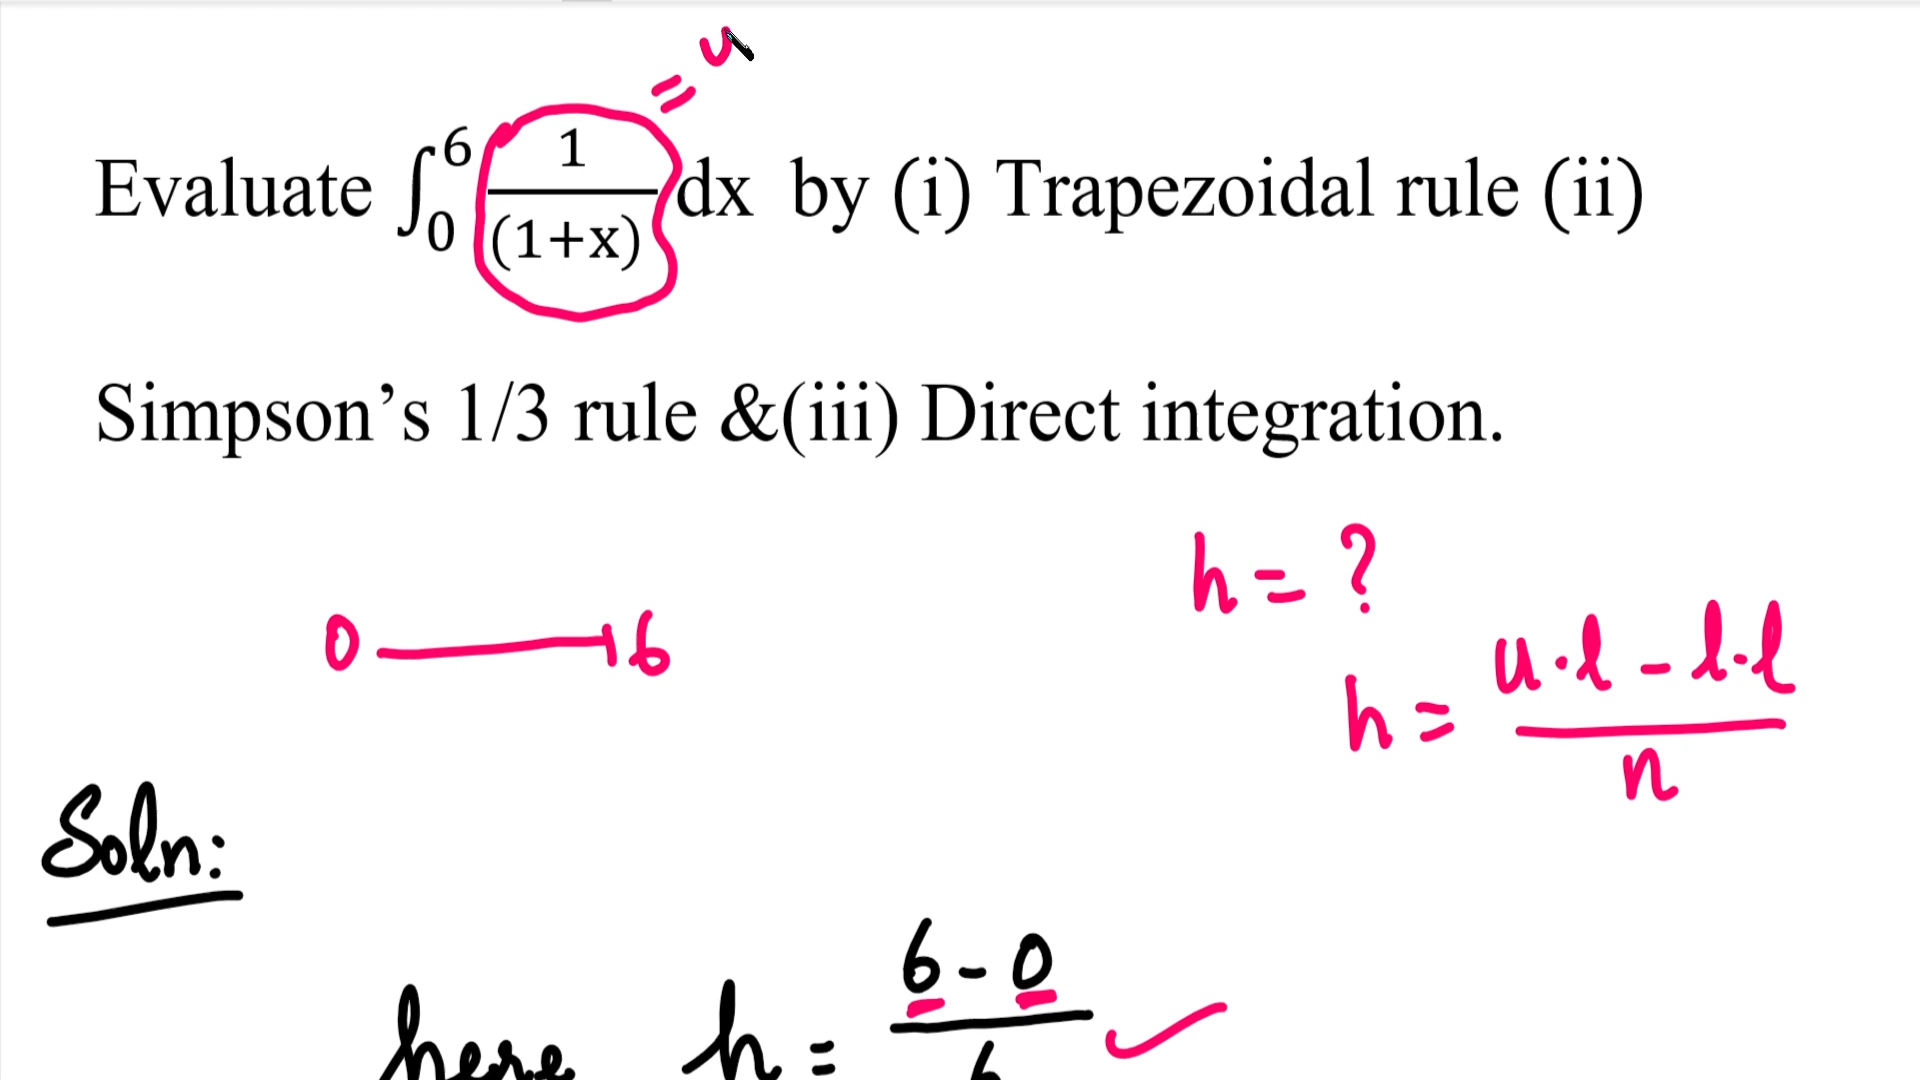 = y
Evaluate ∫₀⁶ 1/(1+x) dx by (i) Trapezoidal rule (ii)
Simpson’s 1/3 rule &(iii) Direct integration.
h = ?
0 — 6
h = u.l - l.l / n
Soln:
here h = 6 - 0 / 6